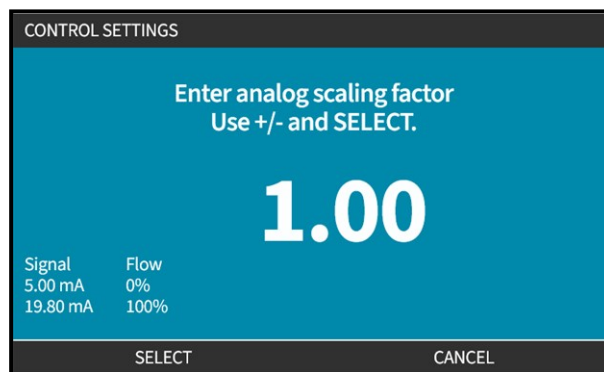 CONTROL SETTINGS
Enter analog scaling factor
Use +/- and SELECT.
1.00
Signal Flow
5.00 mA 0%
19.80 mA 100%
SELECT CANCEL